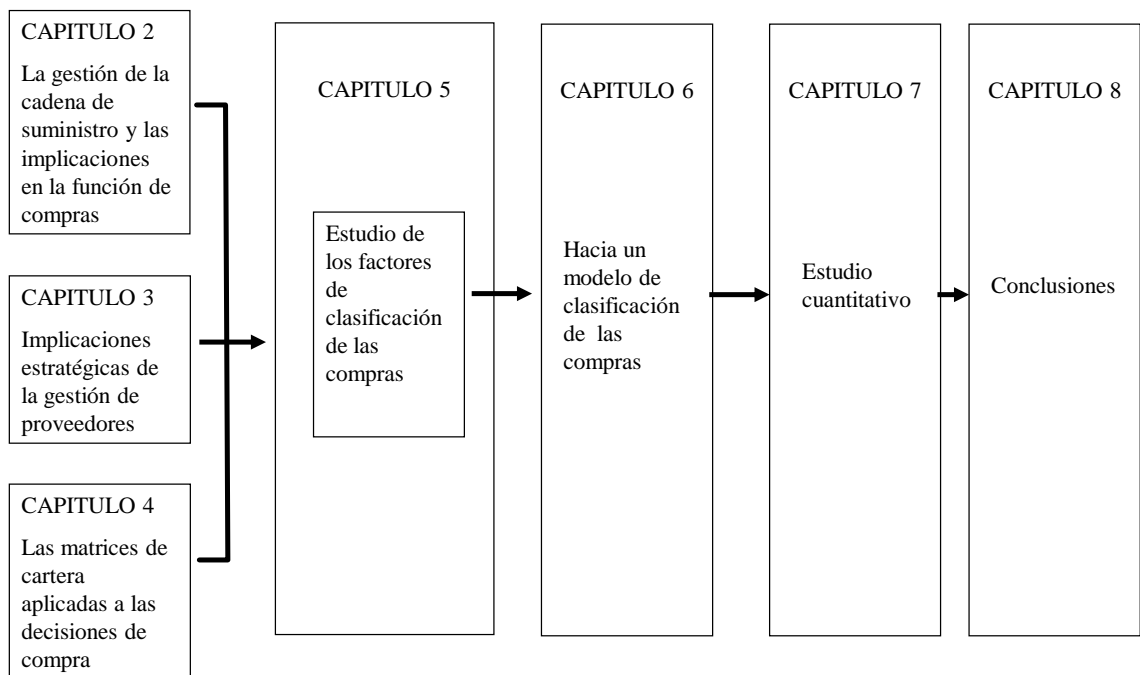 CAPITULO 2
La gestión de la
cadena de
suministro y las
implicaciones
en la función de
compras
CAPITULO 3
Implicaciones
estratégicas de
la gestión de
proveedores
CAPITULO 4
Las matrices de
cartera
aplicadas a las
decisiones de
compra
CAPITULO 5
Estudio de
los factores
de
clasificación
de las
compras
CAPITULO 6
Hacia un
modelo de
clasificación
de las
compras
CAPITULO 7
Estudio
cuantitativo
CAPITULO 8
Conclusiones